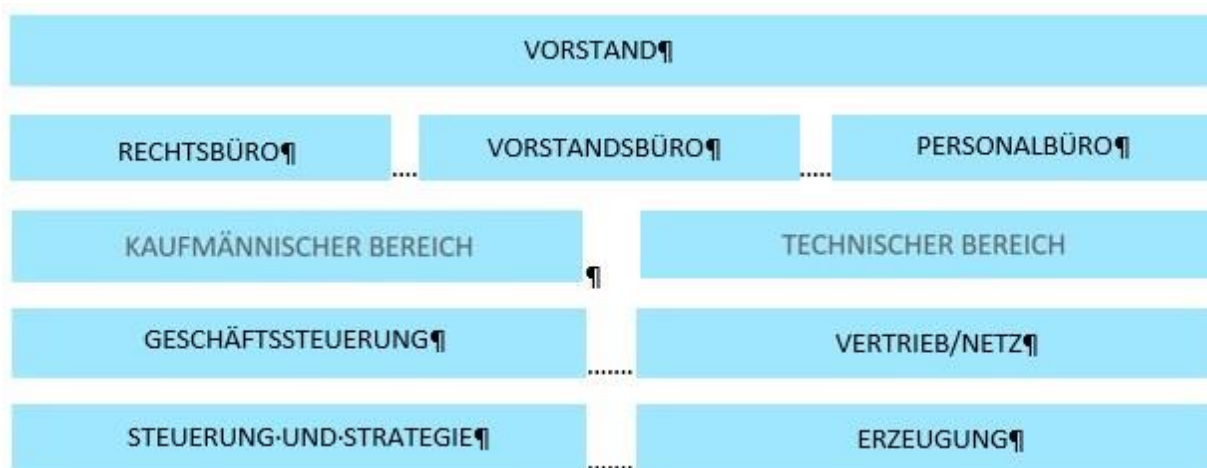 VORSTAND¶
RECHTSBÜRO¶ .... VORSTANDSBÜRO¶ ..... PERSONALBÜRO¶
KAUFMÄNNISCHER BEREICH ¶ TECHNISCHER BEREICH
GESCHÄFTSSTEUERUNG¶ ....... VERTRIEB/NETZ¶
STEUERUNG·UND·STRATEGIE¶ ....... ERZEUGUNG¶